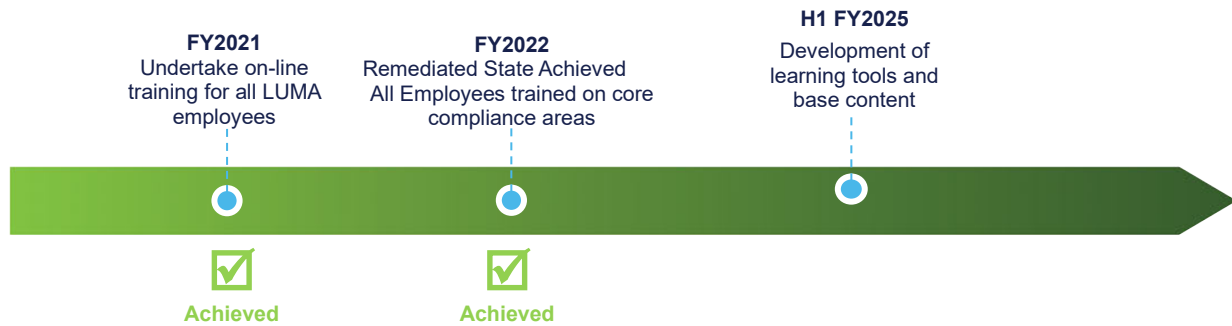 FY2021
Undertake on-line
training for all LUMA
employees
Achieved
FY2022
Remediated State Achieved
All Employees trained on core
compliance areas
Achieved
H1 FY2025
Development of
learning tools and
base content